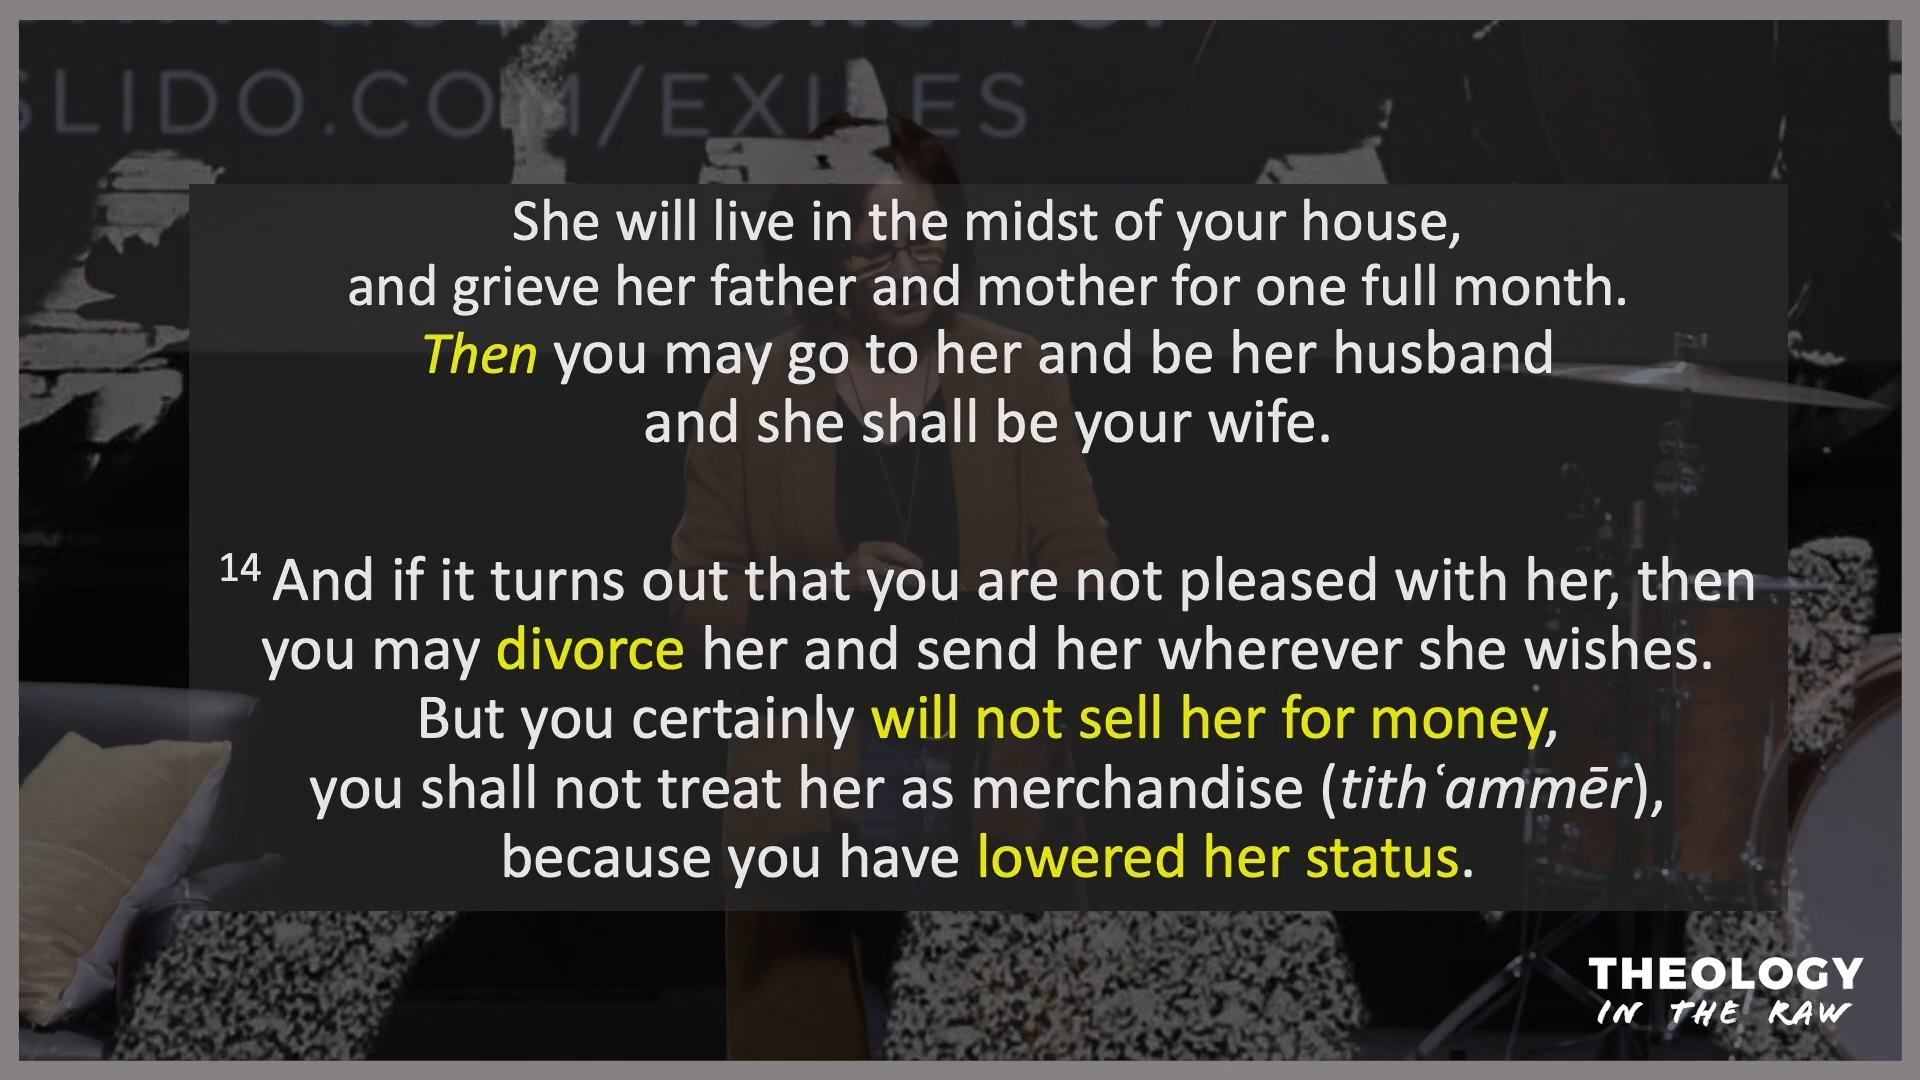 SLIDO.COM/EXILES
She will live in the midst of your house,
and grieve her father and mother for one full month.
Then you may go to her and be her husband
and she shall be your wife.
14 And if it turns out that you are not pleased with her, then
you may divorce her and send her wherever she wishes.
But you certainly will not sell her for money,
you shall not treat her as merchandise (tithʿammēr),
because you have lowered her status.
THEOLOGY
IN THE RAW